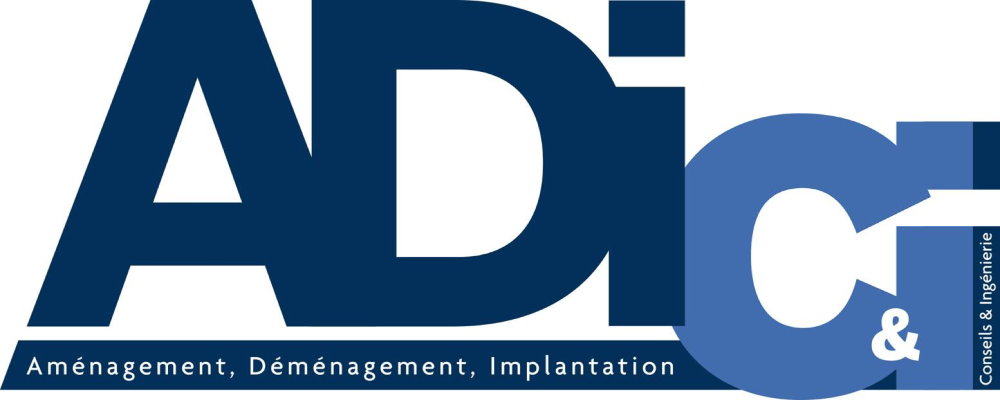 ADi
C&i
Aménagement, Déménagement, Implantation
Conseils & Ingénierie